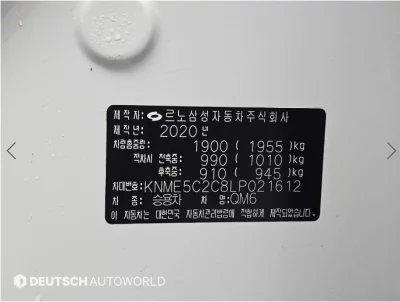 제 작 자: 르노삼성자동차주식회사
제 작 년: 2020년
차량총중량: 1900 ( 1955)kg
적차시 전축중: 990 ( 1010)kg
후축중: 910 ( 945)kg
차대번호: KNME5C2C8LP021612
차 종: 승용차 차 명: QM6
이 자동차는 대한민국 자동차관리법령에 적합하게 제작되었음
DEUTSCH AUTOWORLD